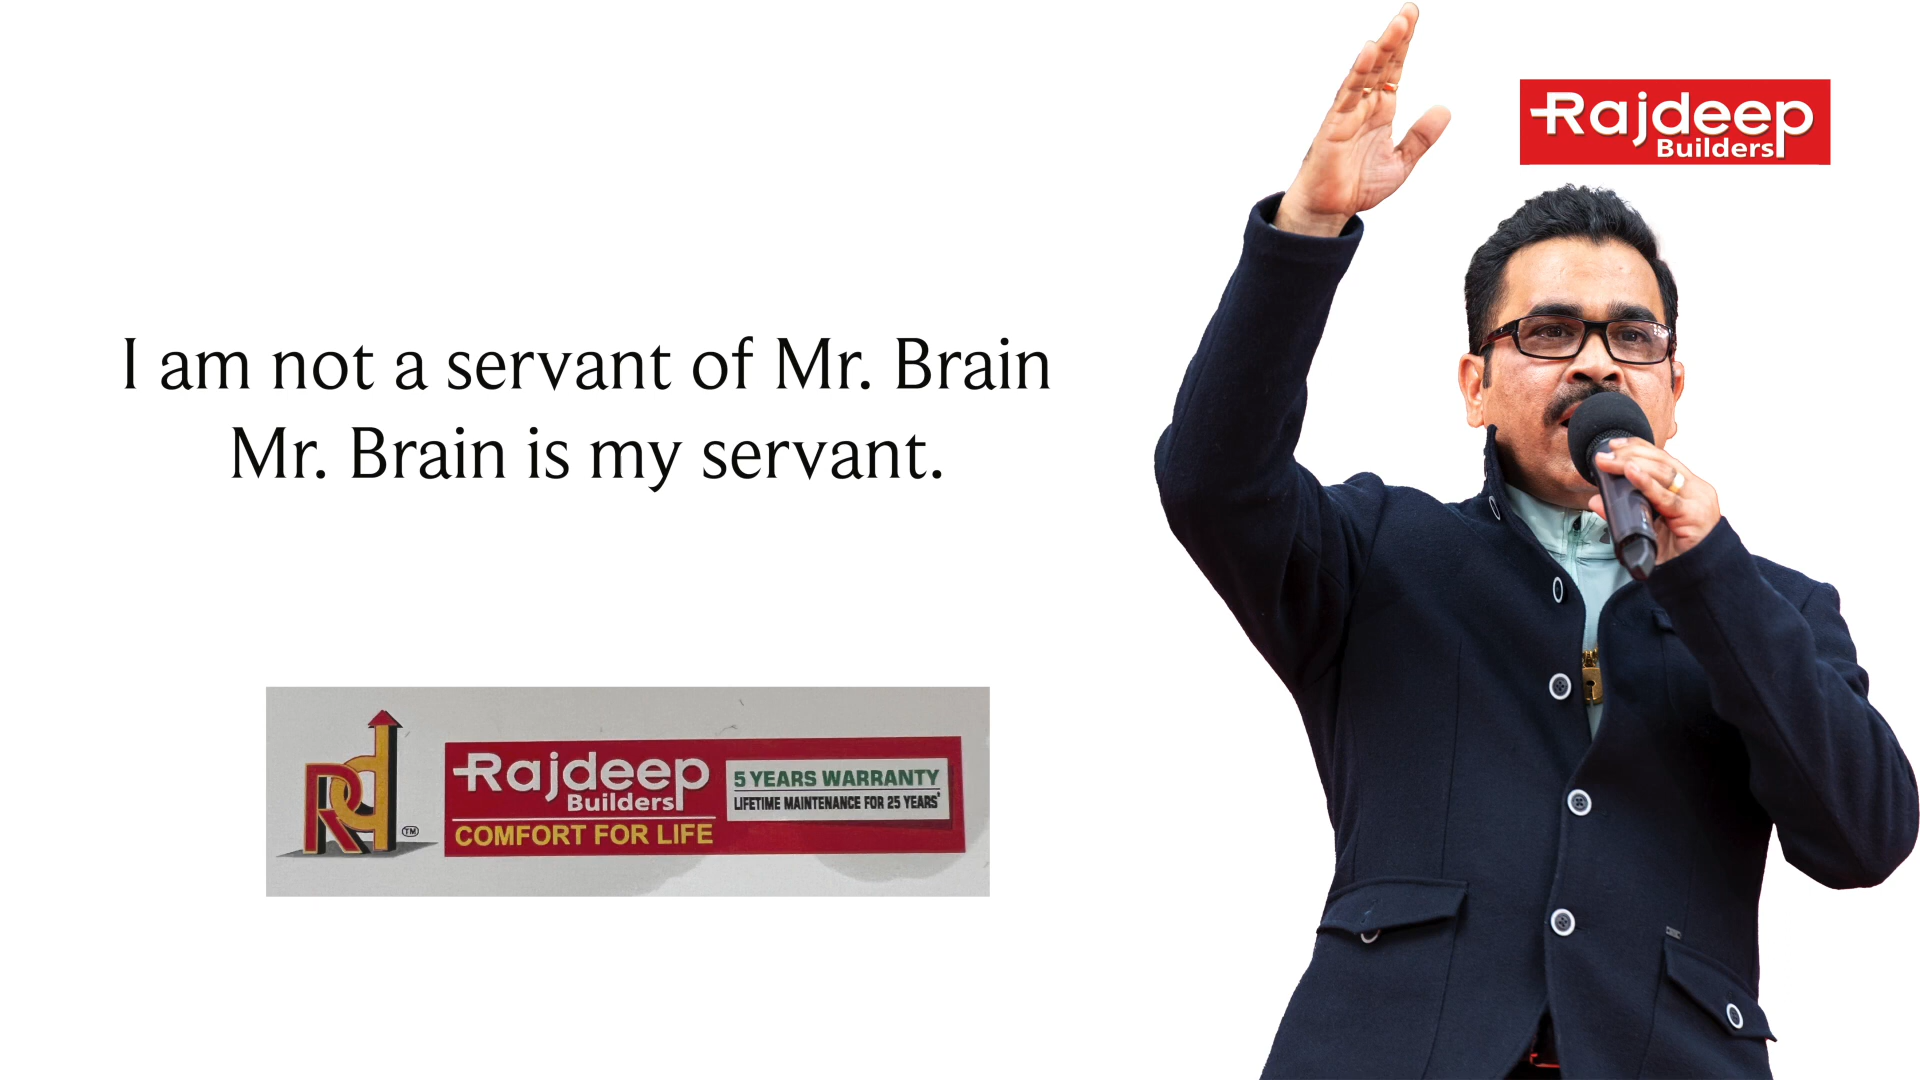 Rajdeep
Builders
I am not a servant of Mr. Brain
Mr. Brain is my servant.
Rd
TM
Rajdeep
Builders
COMFORT FOR LIFE
5 YEARS WARRANTY
LIFETIME MAINTENANCE FOR 25 YEARS*